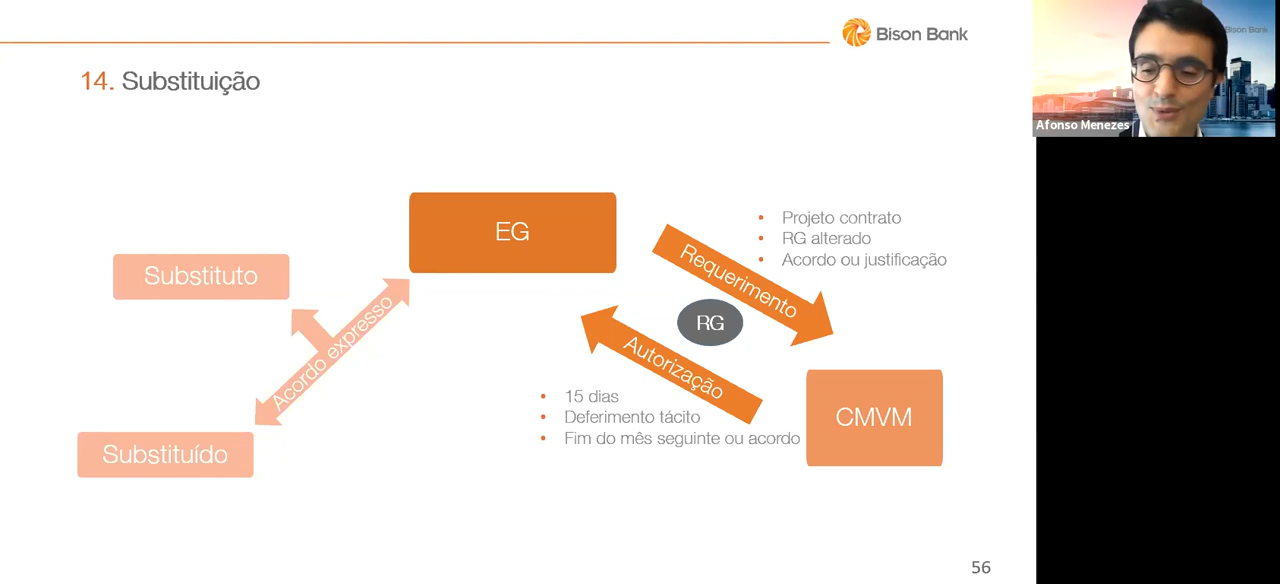 Bison Bank
14. Substituição
Bison Bank
Afonso Menezes
EG
Projeto contrato
RG alterado
Acordo ou justificação
Requerimento
Substituto
Acordo expresso
RG
Autorização
15 dias
Deferimento tácito
Fim do mês seguinte ou acordo
CMVM
Substituído
56